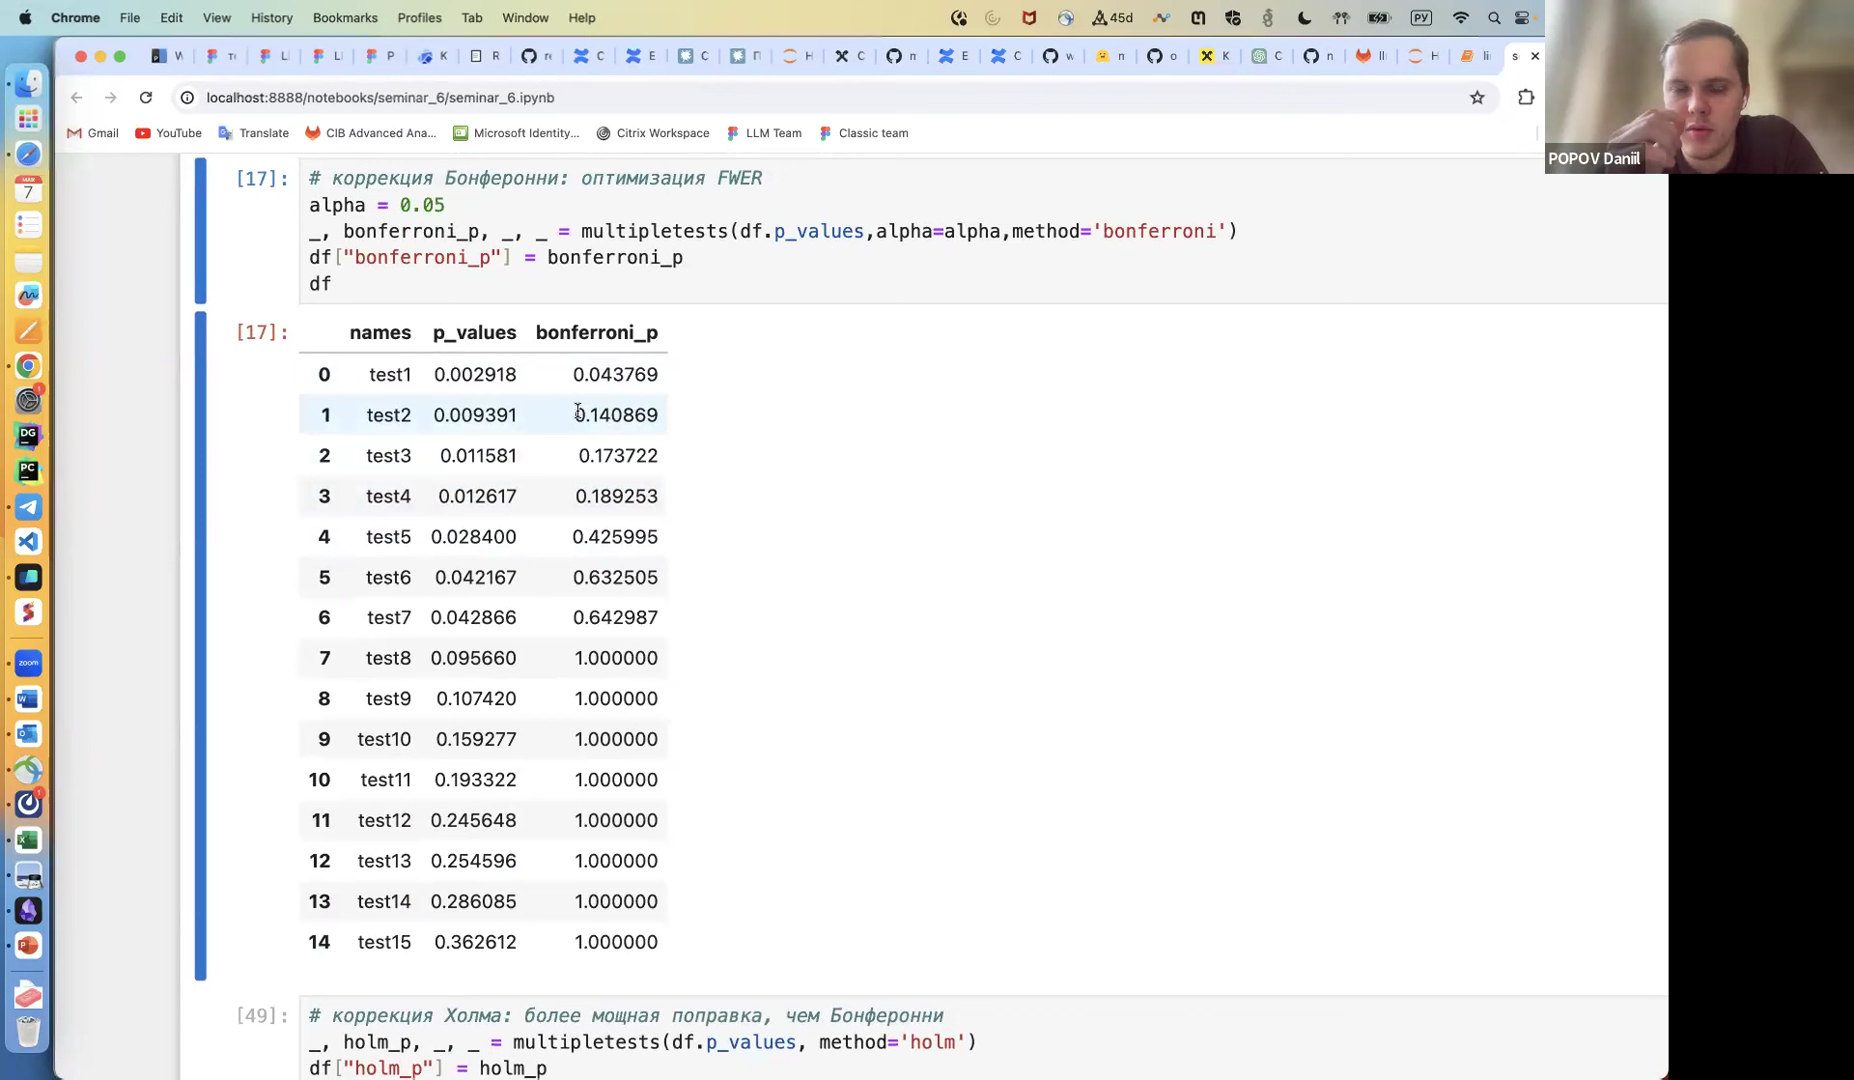 Chrome File Edit View History Bookmarks Profiles Tab Window Help 45d РУ
localhost:8888/notebooks/seminar_6/seminar_6.ipynb
Gmail YouTube Translate CIB Advanced Ana... Microsoft Identity... Citrix Workspace LLM Team Classic team
POPOV Daniil
[17]: # коррекция Бонферонни: оптимизация FWER
alpha = 0.05
_, bonferroni_p, _, _ = multipletests(df.p_values,alpha=alpha,method='bonferroni')
df["bonferroni_p"] = bonferroni_p
df
[17]: names p_values bonferroni_p
0 test1 0.002918 0.043769
1 test2 0.009391 0.140869
2 test3 0.011581 0.173722
3 test4 0.012617 0.189253
4 test5 0.028400 0.425995
5 test6 0.042167 0.632505
6 test7 0.042866 0.642987
7 test8 0.095660 1.000000
8 test9 0.107420 1.000000
9 test10 0.159277 1.000000
10 test11 0.193322 1.000000
11 test12 0.245648 1.000000
12 test13 0.254596 1.000000
13 test14 0.286085 1.000000
14 test15 0.362612 1.000000
[49]: # коррекция Холма: более мощная поправка, чем Бонферонни
_, holm_p, _, _ = multipletests(df.p_values, method='holm')
df["holm_p"] = holm_p